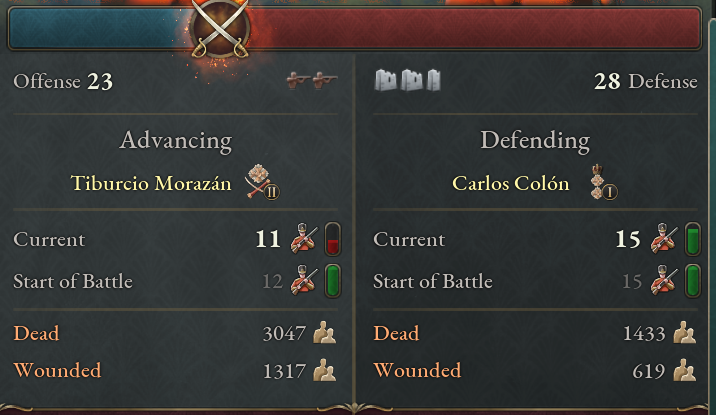 Offense 23 28 Defense
Advancing Defending
Tiburcio Morazán II Carlos Colón I
Current 11 Current 15
Start of Battle 12 Start of Battle 15
Dead 3047 Dead 1433
Wounded 1317 Wounded 619